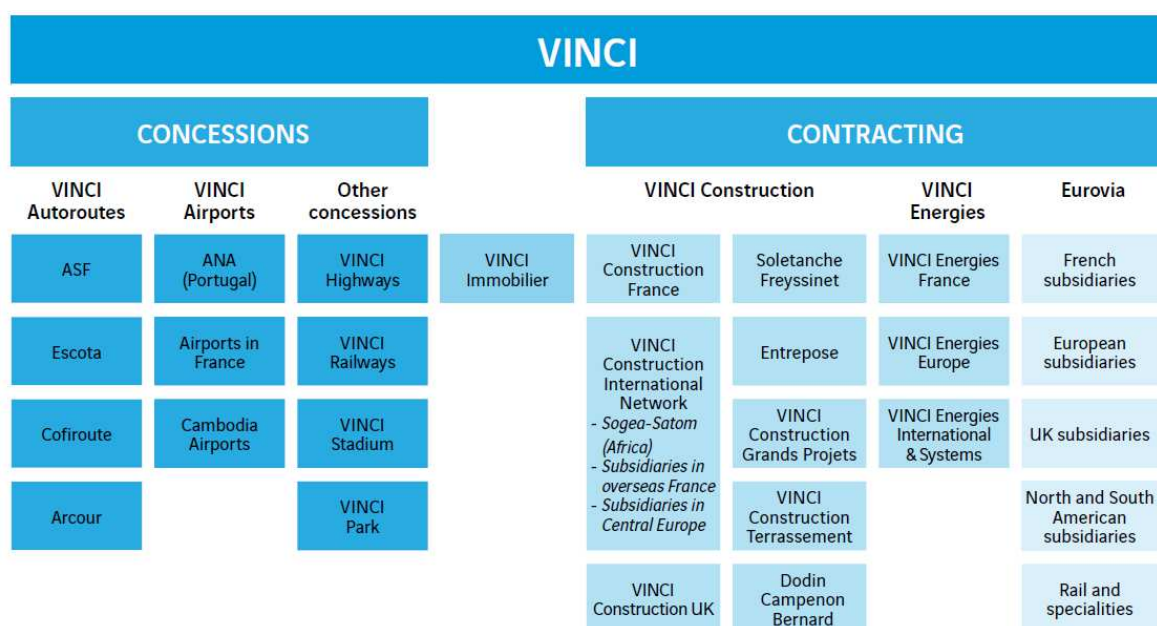 VINCI
CONCESSIONS
CONTRACTING
VINCI
Autoroutes
VINCI
Airports
Other
concessions
VINCI Construction
VINCI
Energies
Eurovia
ASF
ANA
(Portugal)
VINCI
Highways
VINCI
Immobilier
VINCI
Construction
France
Soletanche
Freyssinet
VINCI Energies
France
French
subsidiaries
Escota
Airports in
France
VINCI
Railways
VINCI
Construction
International
Network
- Sogea-Satom
(Africa)
- Subsidiaries in
overseas France
- Subsidiaries in
Central Europe
Entrepose
VINCI Energies
Europe
European
subsidiaries
Cofiroute
Cambodia
Airports
VINCI
Stadium
VINCI
Construction
Grands Projets
VINCI Energies
International
& Systems
UK subsidiaries
Arcour
VINCI
Park
VINCI
Construction
Terrassement
North and South
American
subsidiaries
VINCI
Construction UK
Dodin
Campenon
Bernard
Rail and
specialities